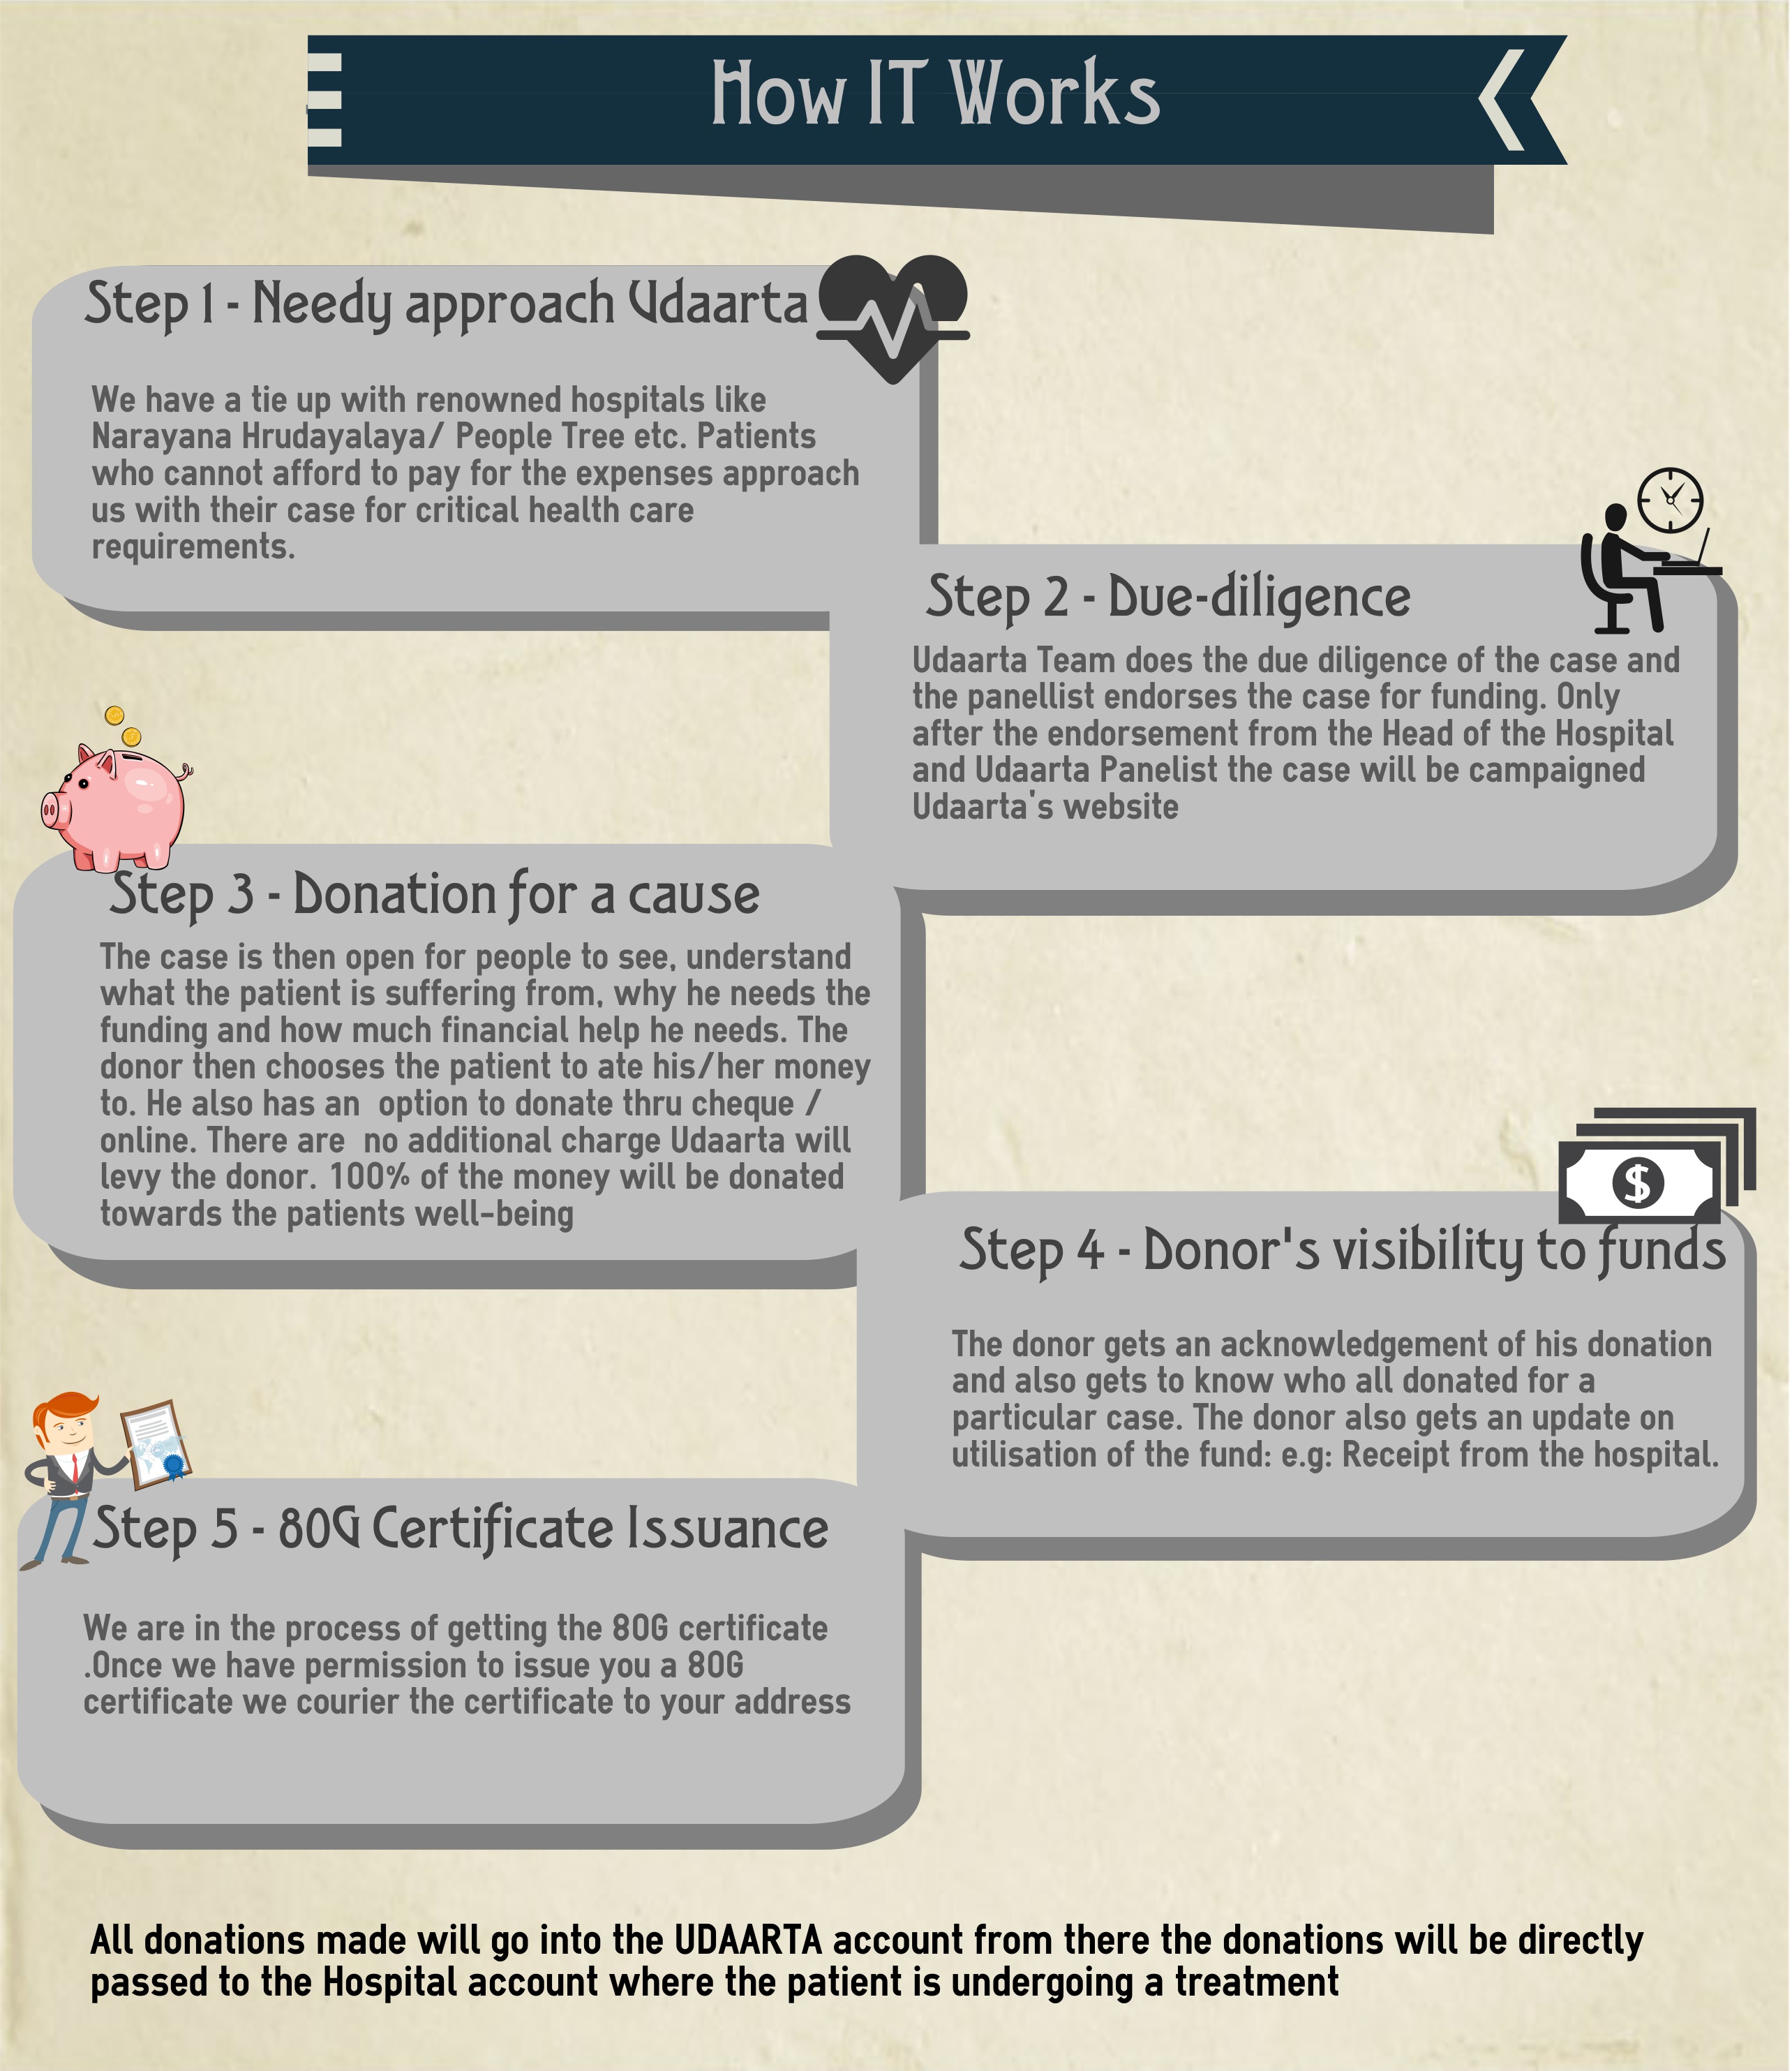 How IT Works
Step 1 - Needy approach Udaarta
We have a tie up with renowned hospitals like
Narayana Hrudayalaya/ People Tree etc. Patients
who cannot afford to pay for the expenses approach
us with their case for critical health care
requirements.
Step 2 - Due-diligence
Udaarta Team does the due diligence of the case and
the panellist endorses the case for funding. Only
after the endorsement from the Head of the Hospital
and Udaarta Panelist the case will be campaigned
Udaarta's website
Step 3 - Donation for a cause
The case is then open for people to see, understand
what the patient is suffering from, why he needs the
funding and how much financial help he needs. The
donor then chooses the patient to ate his/her money
to. He also has an  option to donate thru cheque /
online. There are  no additional charge Udaarta will
levy the donor. 100% of the money will be donated
towards the patients well-being
$
Step 4 - Donor's visibility to funds
The donor gets an acknowledgement of his donation
and also gets to know who all donated for a
particular case. The donor also gets an update on
utilisation of the fund: e.g: Receipt from the hospital.
Step 5 - 80G Certificate Issuance
We are in the process of getting the 80G certificate
.Once we have permission to issue you a 80G
certificate we courier the certificate to your address
All donations made will go into the UDAARTA account from there the donations will be directly
passed to the Hospital account where the patient is undergoing a treatment